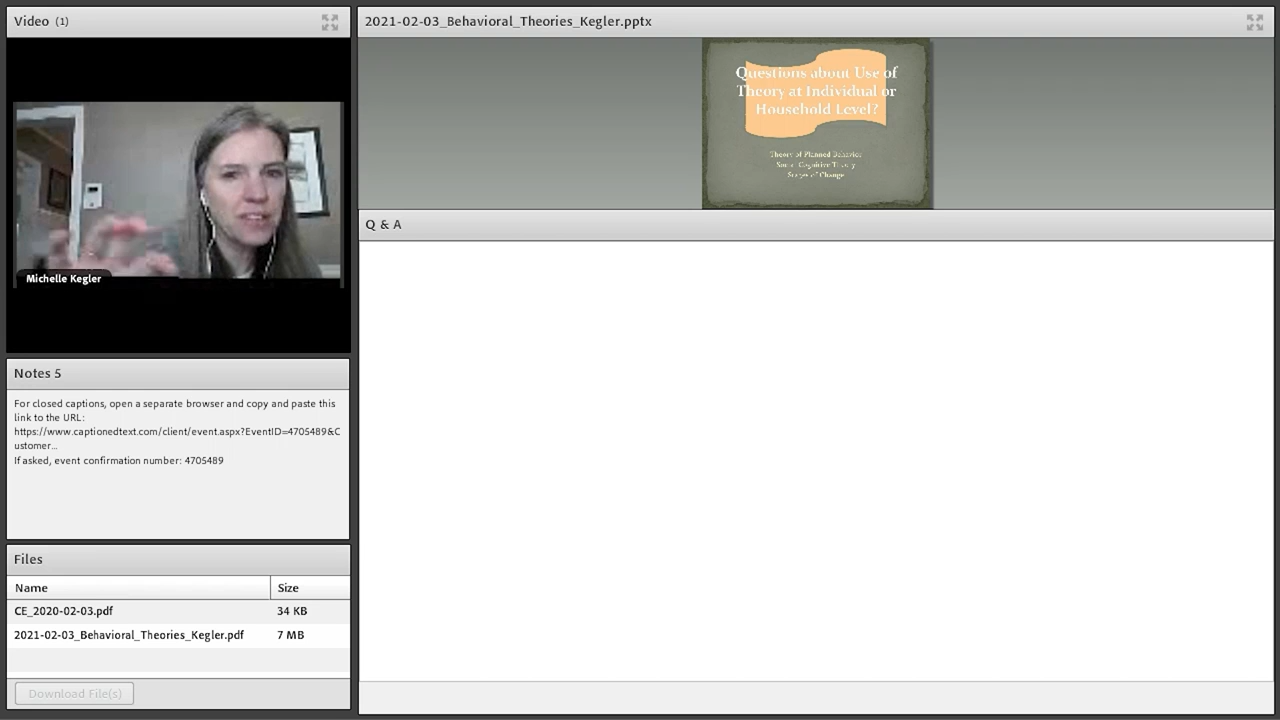 Video (1)
Michelle Kegler
Notes 5
For closed captions, open a separate browser and copy and paste this
link to the URL:
https://www.captionedtext.com/client/event.aspx?EventID=4705489&C
ustomer...
If asked, event confirmation number: 4705489
Files
Name Size
CE_2020-02-03.pdf 34 KB
2021-02-03_Behavioral_Theories_Kegler.pdf 7 MB
Download File(s)
2021-02-03_Behavioral_Theories_Kegler.pptx
Questions about Use of
Theory at Individual or
Household Level?
Theory of Planned Behavior
Social Cognitive Theory
Stages of Change
Q & A